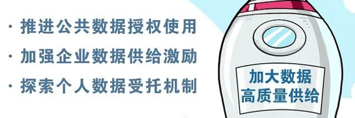 · 推进公共数据授权使用
· 加强企业数据供给激励
· 探索个人数据受托机制
加大数据
高质量供给